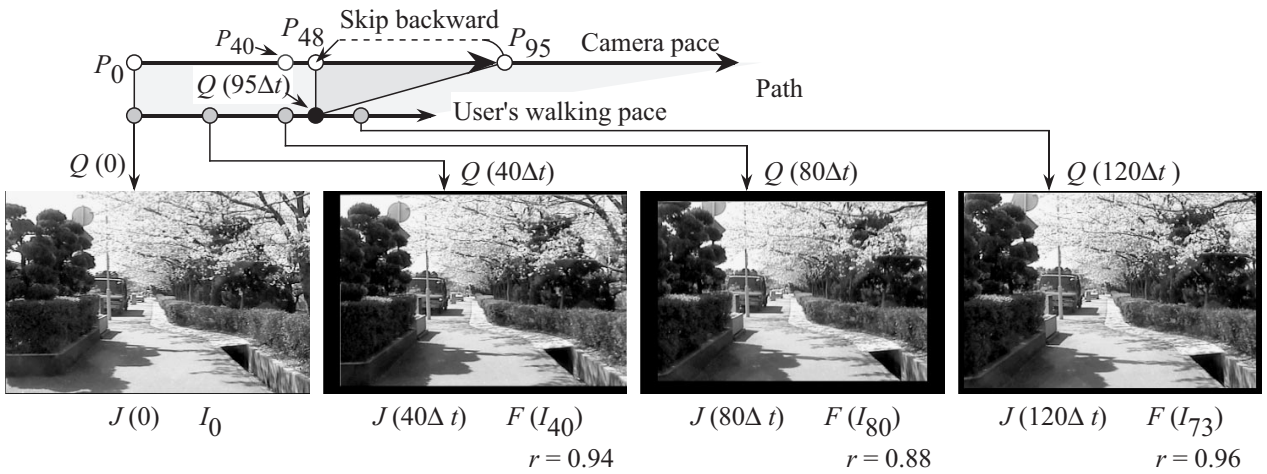 Skip backward
P40 P48 P95 Camera pace
P0
Q (95Δt)
Path
User's walking pace
Q (0) Q (40Δt) Q (80Δt) Q (120Δt )
J (0) I0 J (40Δ t) F (I40) J (80Δ t) F (I80) J (120Δ t) F (I73)
r = 0.94 r = 0.88 r = 0.96